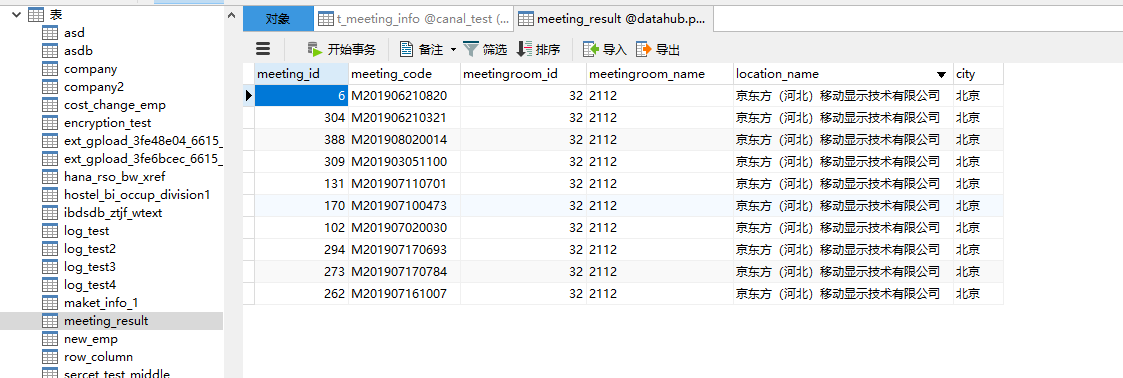 表
asd
asdb
company
company2
cost_change_emp
encryption_test
ext_gpload_3fe48e04_6615_
ext_gpload_3fe6bcec_6615_
hana_rso_bw_xref
hostel_bi_occup_division1
ibdsdb_ztjf_wtext
log_test
log_test2
log_test3
log_test4
maket_info_1
meeting_result
new_emp
row_column
sercet_test_middle
对象 t_meeting_info @canal_test (... meeting_result @datahub.p...
开始事务 备注 筛选 排序 导入 导出
meeting_id meeting_code meetingroom_id meetingroom_name location_name city
6 M201906210820 32 2112 京东方（河北）移动显示技术有限公司 北京
304 M201906210321 32 2112 京东方（河北）移动显示技术有限公司 北京
388 M201908020014 32 2112 京东方（河北）移动显示技术有限公司 北京
309 M201903051100 32 2112 京东方（河北）移动显示技术有限公司 北京
131 M201907110701 32 2112 京东方（河北）移动显示技术有限公司 北京
170 M201907100473 32 2112 京东方（河北）移动显示技术有限公司 北京
102 M201907020030 32 2112 京东方（河北）移动显示技术有限公司 北京
294 M201907170693 32 2112 京东方（河北）移动显示技术有限公司 北京
273 M201907170784 32 2112 京东方（河北）移动显示技术有限公司 北京
262 M201907161007 32 2112 京东方（河北）移动显示技术有限公司 北京